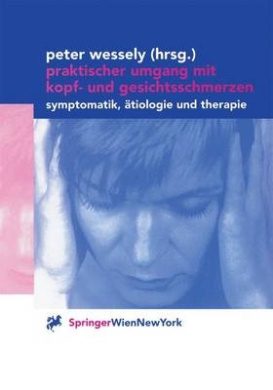 peter wessely (hrsg.)
praktischer umgang mit
kopf- und gesichtsschmerzen
symptomatik, ätiologie und therapie
SpringerWienNewYork